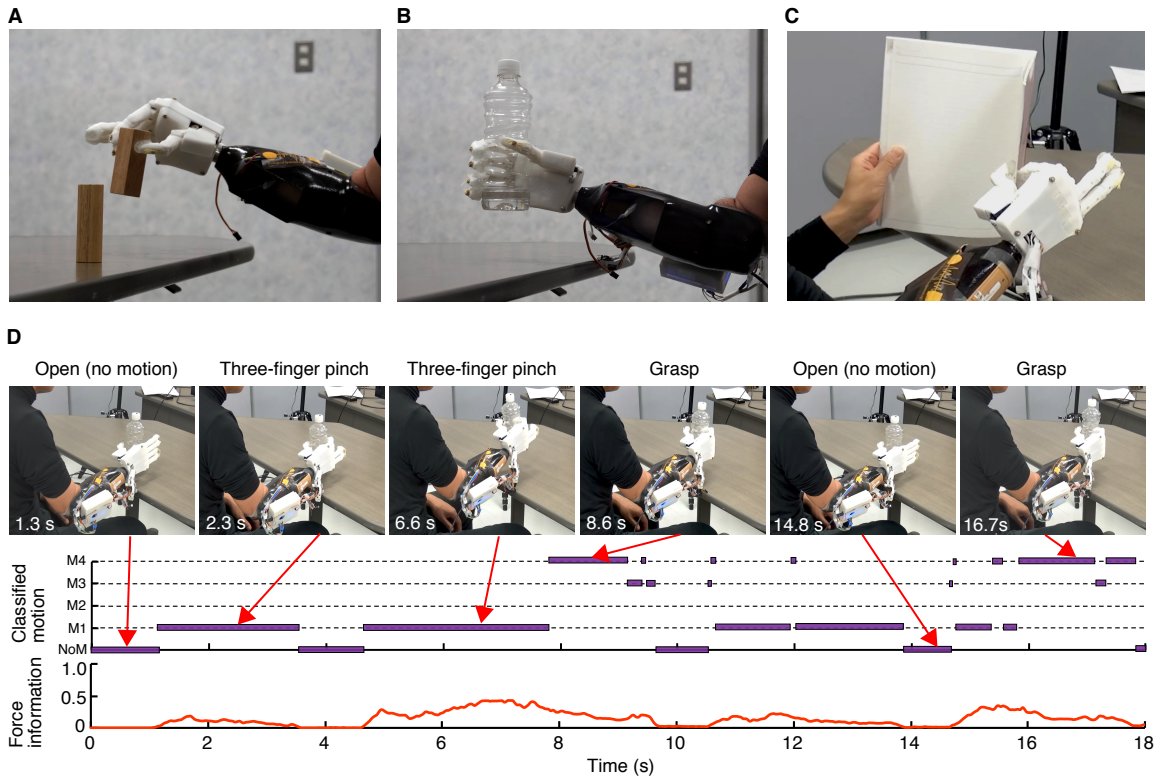 A
B
C
D
Open (no motion)
Three-finger pinch
Three-finger pinch
Grasp
Open (no motion)
Grasp
1.3 s
2.3 s
6.6 s
8.6 s
14.8 s
16.7s
Classified
motion
M4
M3
M2
M1
NoM
Force
information
1.0
0.5
0
0
2
4
6
8
10
12
14
16
18
Time (s)